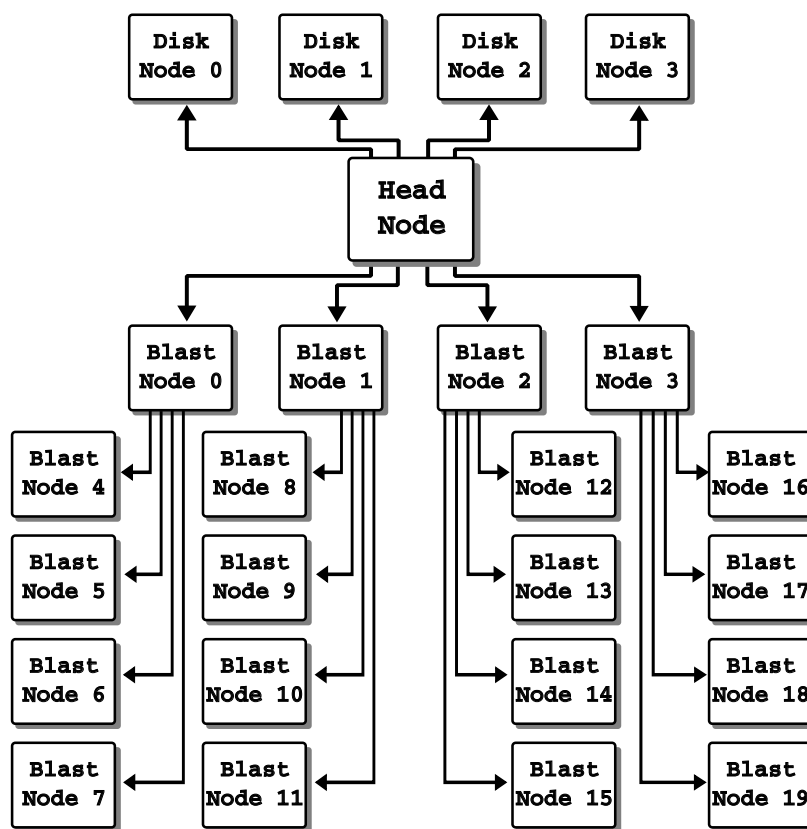 Disk
Node 0
Disk
Node 1
Disk
Node 2
Disk
Node 3
Head
Node
Blast
Node 0
Blast
Node 1
Blast
Node 2
Blast
Node 3
Blast
Node 4
Blast
Node 8
Blast
Node 12
Blast
Node 16
Blast
Node 5
Blast
Node 9
Blast
Node 13
Blast
Node 17
Blast
Node 6
Blast
Node 10
Blast
Node 14
Blast
Node 18
Blast
Node 7
Blast
Node 11
Blast
Node 15
Blast
Node 19